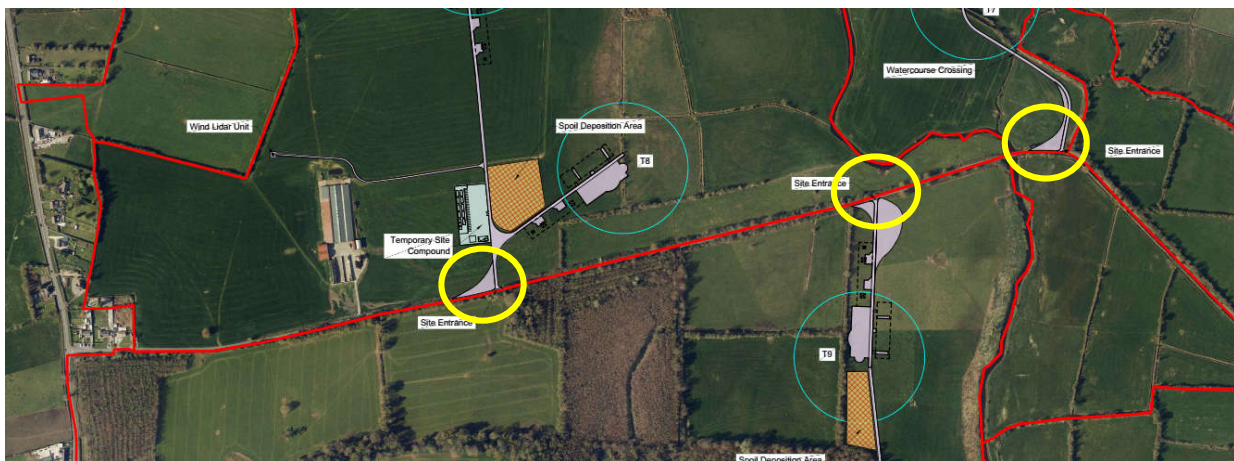 T7
Watercourse Crossing
Wind Lidar Unit
Spoil Deposition Area
T8
Site Entrance
Site Entrance
Temporary Site
Compound
Site Entrance
T9
Spoil Deposition Area